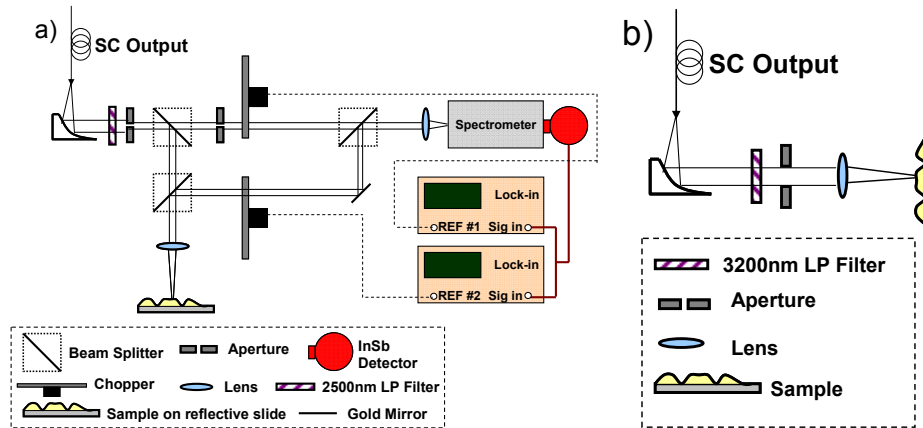 a)
SC Output
Spectrometer
Lock-in
REF #1 Sig in
Lock-in
REF #2 Sig in
Beam Splitter
Aperture
InSb
Detector
Chopper
Lens
2500nm LP Filter
Sample on reflective slide
Gold Mirror
b)
SC Output
3200nm LP Filter
Aperture
Lens
Sample